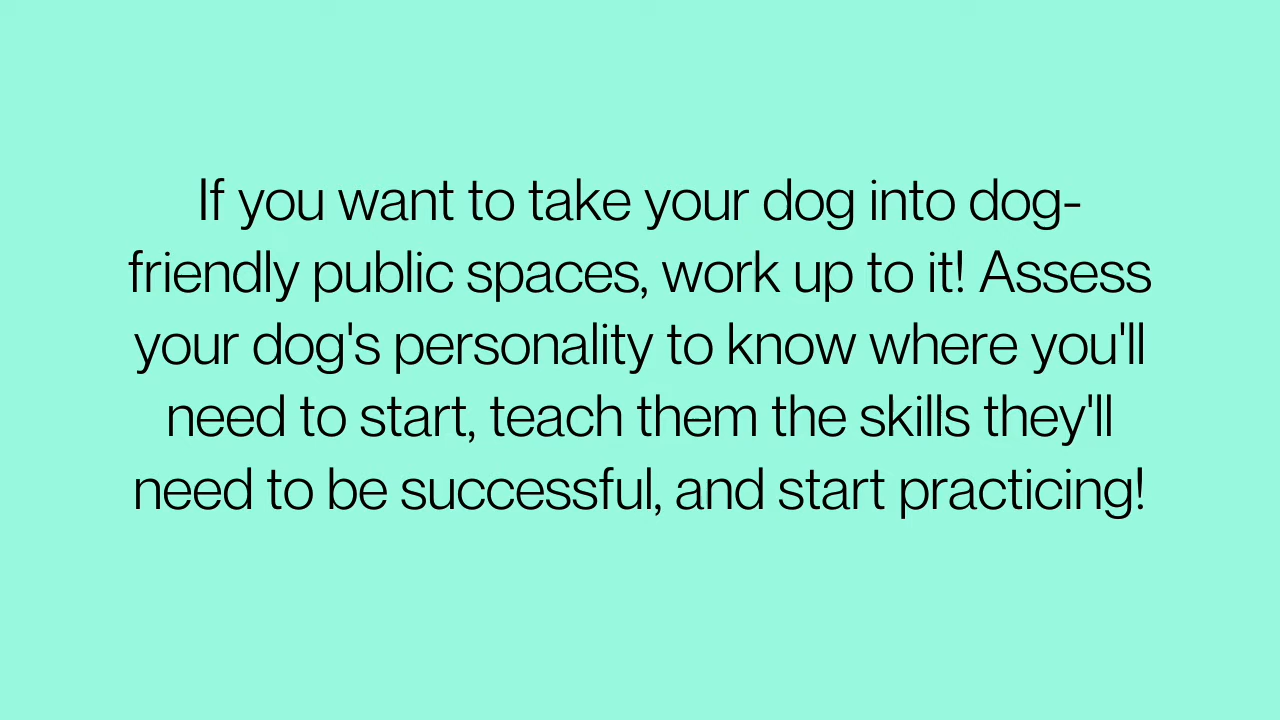 If you want to take your dog into dog-
friendly public spaces, work up to it! Assess
your dog's personality to know where you'll
need to start, teach them the skills they'll
need to be successful, and start practicing!